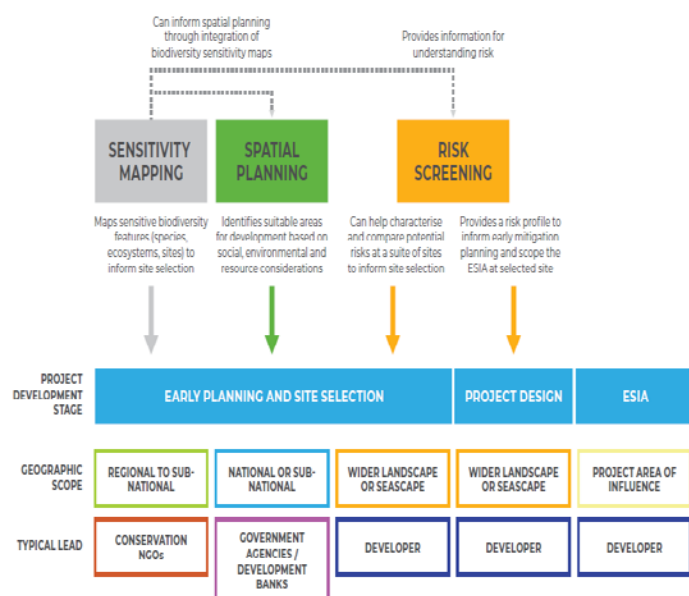 Can inform spatial planning
through integration of
biodiversity sensitivity maps
Provides information for
understanding risk
SENSITIVITY
MAPPING
SPATIAL
PLANNING
RISK
SCREENING
Maps sensitive biodiversity
features (species,
ecosystems, sites) to
inform site selection
Identifies suitable areas
for development based on
social, environmental and
resource considerations
Can help characterise
and compare potential
risks at a suite of sites
to inform site selection
Provides a risk profile to
inform early mitigation
planning and scope the
ESIA at selected site
PROJECT
DEVELOPMENT
STAGE
EARLY PLANNING AND SITE SELECTION
PROJECT DESIGN
ESIA
GEOGRAPHIC
SCOPE
REGIONAL TO SUB-
NATIONAL
NATIONAL OR SUB-
NATIONAL
WIDER LANDSCAPE
OR SEASCAPE
WIDER LANDSCAPE
OR SEASCAPE
PROJECT AREA OF
INFLUENCE
TYPICAL LEAD
CONSERVATION
NGOs
GOVERNMENT
AGENCIES /
DEVELOPMENT
BANKS
DEVELOPER
DEVELOPER
DEVELOPER